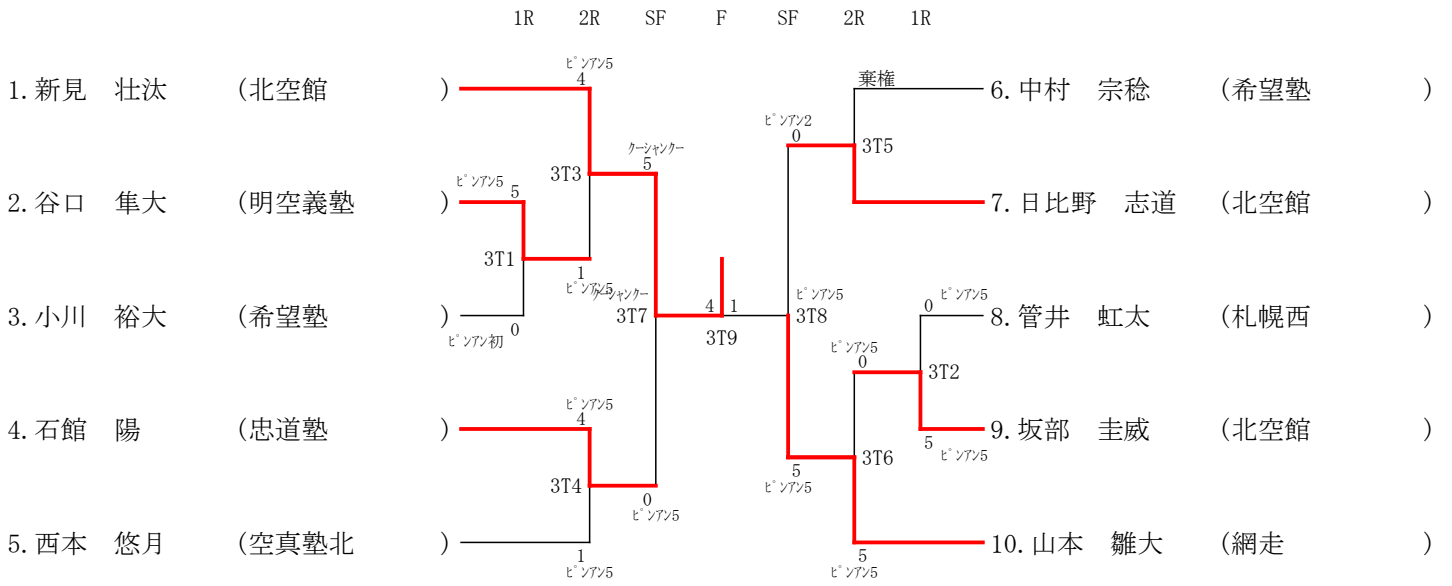 1R 2R SF F SF 2R 1R
ﾋﾟﾝｱﾝ5
4
1. 新見 壮汰 (北空館 )
棄権
6. 中村 宗稔 (希望塾 )
ﾋﾟﾝｱﾝ2
0
ｸｰｼｬﾝｸｰ
5
3T5
3T3
ﾋﾟﾝｱﾝ5
5
2. 谷口 隼大 (明空義塾 )
7. 日比野 志道 (北空館 )
3T1
1
ﾋﾟﾝｱﾝ5
ｸｰｼｬﾝｸｰ
ﾋﾟﾝｱﾝ5
ﾋﾟﾝｱﾝ5
4 1
0
3. 小川 裕大 (希望塾 )
3T7
3T8
8. 管井 虹太 (札幌西 )
0
ﾋﾟﾝｱﾝ初
3T9
ﾋﾟﾝｱﾝ5
0
3T2
ﾋﾟﾝｱﾝ5
4
4. 石館 陽 (忠道塾 )
9. 坂部 圭威 (北空館 )
5
ﾋﾟﾝｱﾝ5
3T6
5
ﾋﾟﾝｱﾝ5
3T4
0
ﾋﾟﾝｱﾝ5
5. 西本 悠月 (空真塾北 )
10. 山本 雛大 (網走 )
1
ﾋﾟﾝｱﾝ5
5
ﾋﾟﾝｱﾝ5